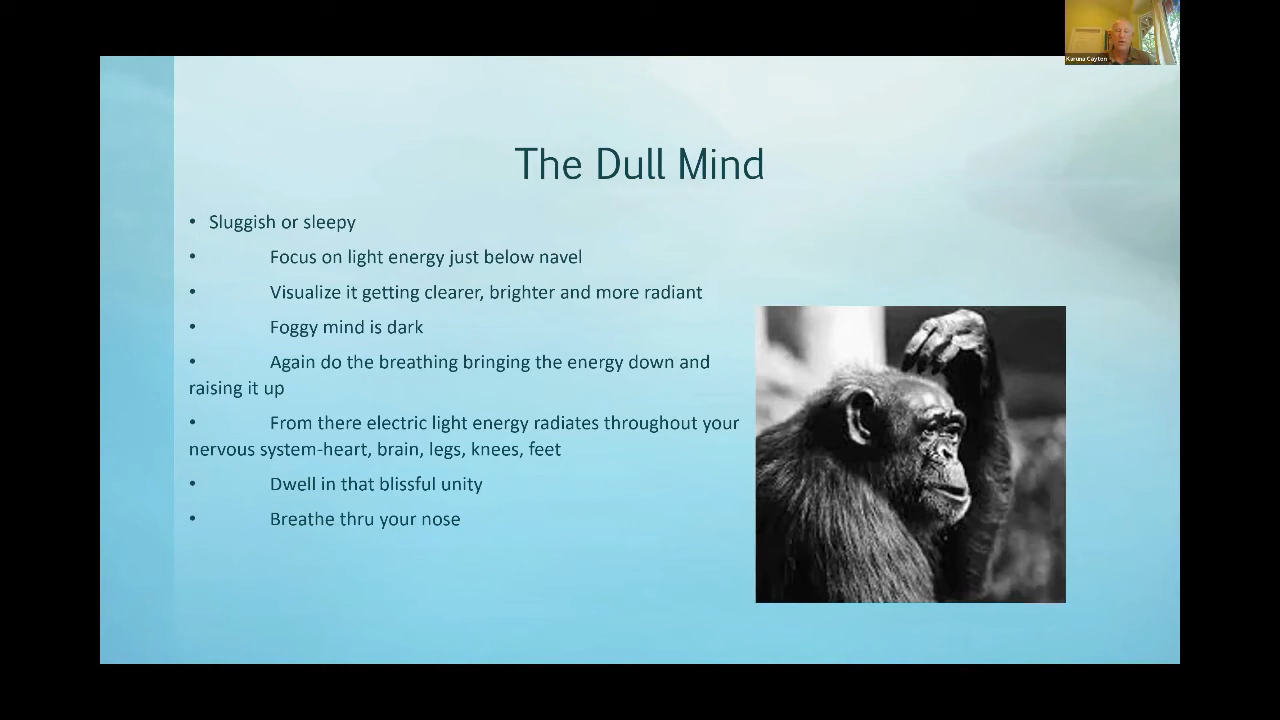 Karuna Cayton
The Dull Mind
• Sluggish or sleepy
• Focus on light energy just below navel
• Visualize it getting clearer, brighter and more radiant
• Foggy mind is dark
• Again do the breathing bringing the energy down and
raising it up
• From there electric light energy radiates throughout your
nervous system-heart, brain, legs, knees, feet
• Dwell in that blissful unity
• Breathe thru your nose